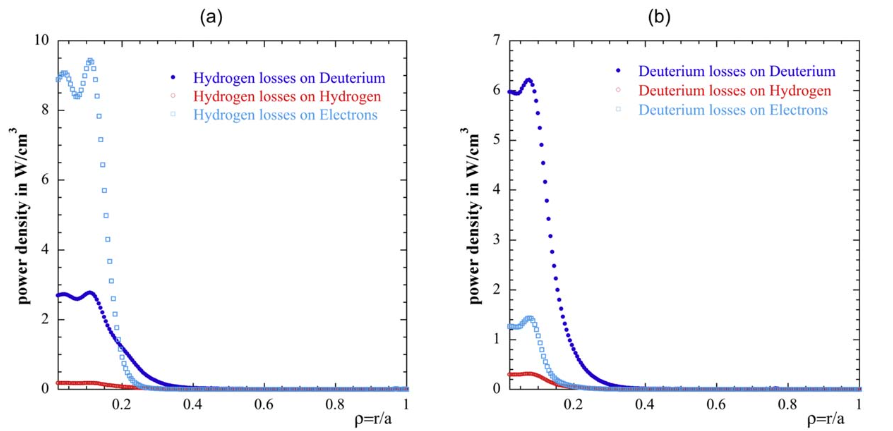 (a)
10
8
6
4
2
0
power density in W/cm³
Hydrogen losses on Deuterium
Hydrogen losses on Hydrogen
Hydrogen losses on Electrons
0.2
0.4
0.6
0.8
1
ρ=r/a
(b)
7
6
5
4
3
2
1
0
power density in W/cm³
Deuterium losses on Deuterium
Deuterium losses on Hydrogen
Deuterium losses on Electrons
0.2
0.4
0.6
0.8
1
ρ=r/a